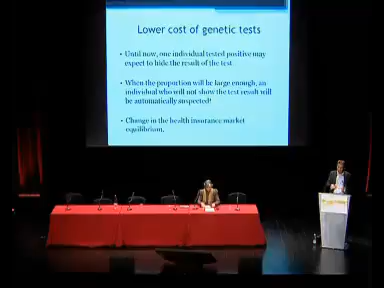 Lower cost of genetic tests
• Until now, one individual tested positive may
expect to hide the result of the test.
• When the proportion will be large enough, an
individual who will not show the test result will
be automatically suspected!
• Change in the health insurance market
equilibrium.